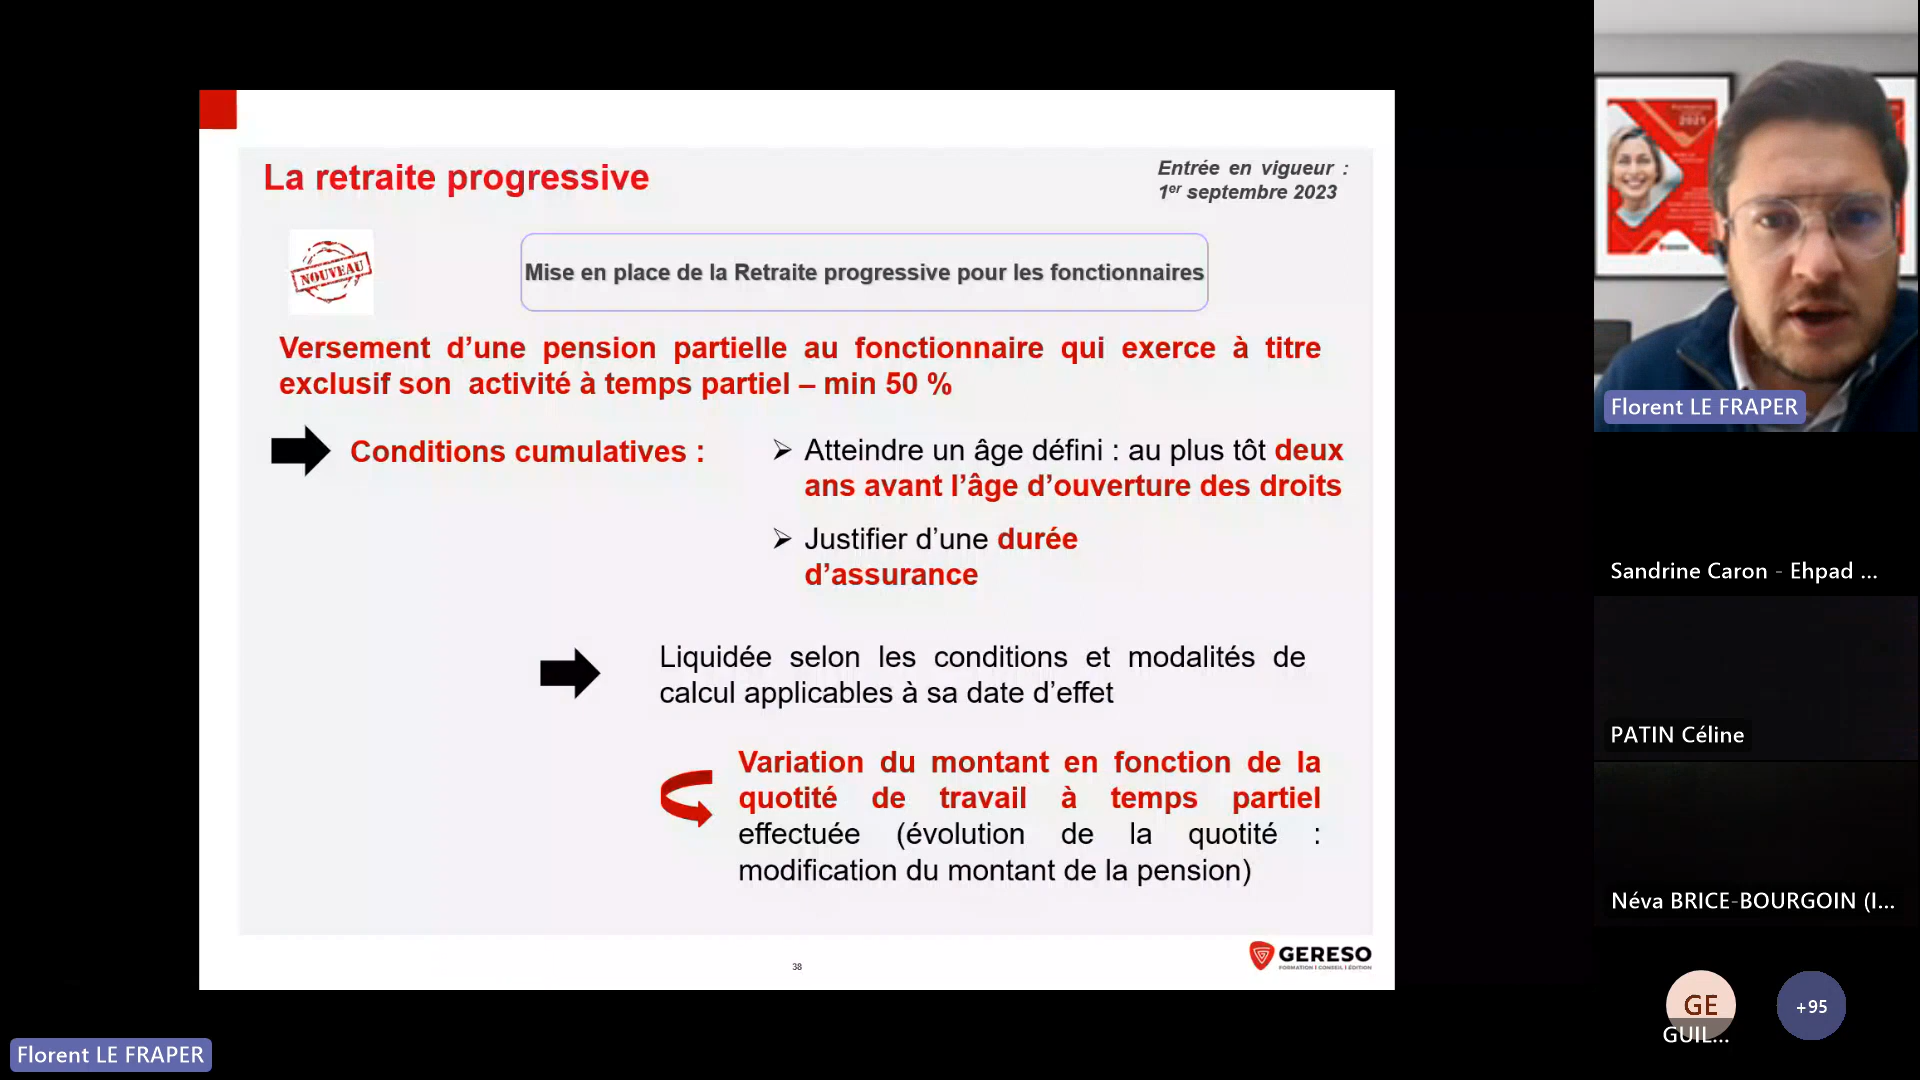 La retraite progressive
Entrée en vigueur :
1er septembre 2023
NOUVEAU
Mise en place de la Retraite progressive pour les fonctionnaires
Versement d’une pension partielle au fonctionnaire qui exerce à titre
exclusif son activité à temps partiel – min 50 %
Conditions cumulatives :
Atteindre un âge défini : au plus tôt deux
ans avant l’âge d’ouverture des droits
Justifier d’une durée
d’assurance
Liquidée selon les conditions et modalités de
calcul applicables à sa date d’effet
Variation du montant en fonction de la
quotité de travail à temps partiel
effectuée (évolution de la quotité :
modification du montant de la pension)
38
GERESO
FORMATION I CONSEIL I ÉDITION
Florent LE FRAPER
2021
Florent LE FRAPER
Sandrine Caron - Ehpad ...
PATIN Céline
Néva BRICE-BOURGOIN (I...
GE
GUIL...
+95